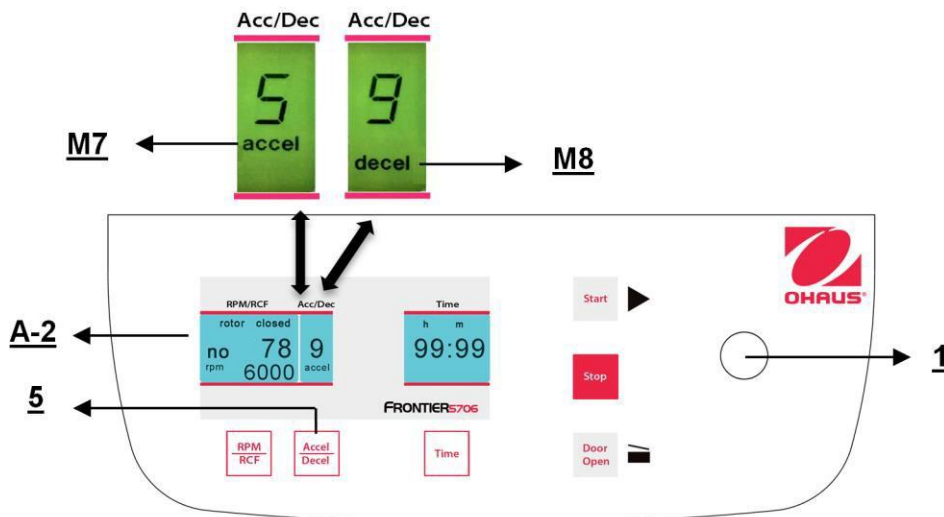 Acc/Dec Acc/Dec
5 9
accel
decel
M7
M8
OHAUS®
RPM/RCF Acc/Dec
rotor closed
no 78 9
rpm 6000 accel
Time
h m
99:99
FRONTIER5706
A-2
5
RPM
RCF
Accel
Decel
Time
Start
Stop
Door
Open
1